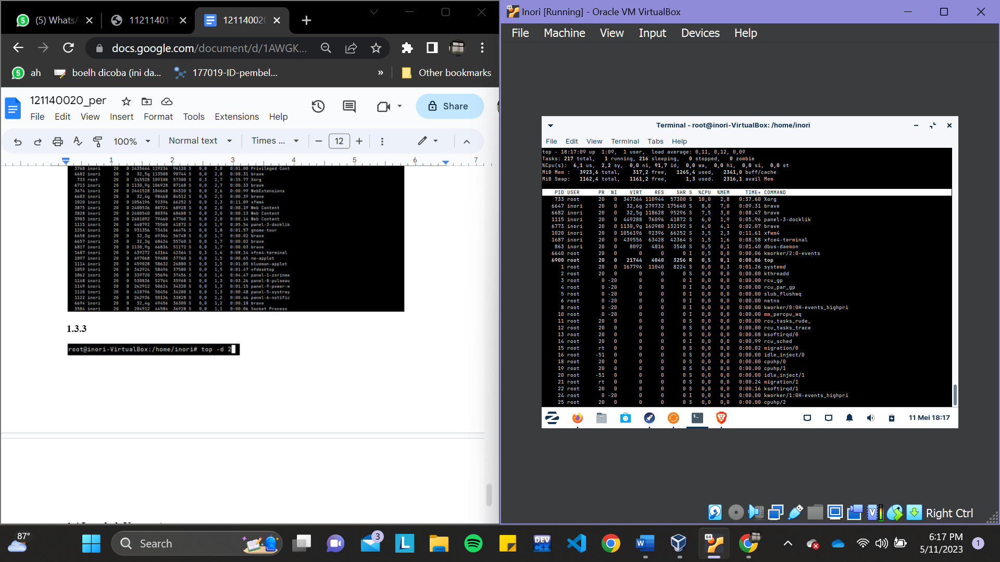 (5) WhatsA
112114011
12114002
docs.google.com/document/d/1AWGK...
ah
boelh dicoba (ini da...
177019-ID-pembel...
»
Other bookmarks
121140020_per
Share
File Edit View Insert Format Tools Extensions Help
100%
Normal text
Times ...
12
1 2 3 4 5 6 7
3768 inori 20 0 2435644 119236 96120 S 0,0 3,0 0:01.00 Privileged Cont
6682 inori 20 0 32,5g 113508 90744 S 0,0 2,8 0:08.31 brave
733 root 20 0 345528 109108 57300 S 0,3 2,7 0:35.77 Xorg
6713 inori 20 0 1130,9g 106928 87168 S 0,0 2,7 0:00.33 brave
3674 inori 20 0 2441528 104668 84520 S 0,0 2,6 0:00.99 WebExtensions
6683 inori 20 0 32,4g 98468 84512 S 0,0 2,5 0:00.39 brave
1020 inori 20 0 1056196 92396 66252 S 0,0 2,3 0:11.09 xfwm4
3875 inori 20 0 2400536 80724 68928 S 0,0 2,0 0:00.19 Web Content
3828 inori 20 0 2400540 80396 68608 S 0,0 2,0 0:00.13 Web Content
3903 inori 20 0 2401092 79460 67760 S 0,0 2,0 0:00.14 Web Content
1115 inori 20 0 448792 75568 41872 S 0,0 1,9 0:05.54 panel-3-docklik
1254 inori 20 0 931356 73436 46476 S 0,0 1,8 0:01.57 gnome-tour
6658 inori 20 0 32,3g 69364 56748 S 0,0 1,7 0:00.02 brave
6657 inori 20 0 32,3g 68424 55740 S 0,0 1,7 0:00.02 brave
6817 inori 20 0 1130,9g 66836 51172 S 0,0 1,7 0:00.03 brave
1687 inori 20 0 439272 63164 42364 S 0,3 1,6 0:08.14 xfce4-terminal
1097 inori 20 0 497068 59488 37760 S 0,0 1,5 0:00.65 nm-applet
1114 inori 20 0 459028 58632 26880 S 0,0 1,5 0:01.05 blueman-applet
1059 inori 20 0 342924 58496 37580 S 0,0 1,5 0:01.47 xfdesktop
1062 inori 20 0 339720 55696 37456 S 0,0 1,4 0:04.47 panel-1-zorinme
1148 inori 20 0 530836 52764 35968 S 0,0 1,3 0:03.26 panel-8-pulseau
1149 inori 20 0 262912 50624 34320 S 0,0 1,3 0:01.15 panel-9-power-m
1120 inori 20 0 410796 50456 34200 S 0,0 1,3 0:00.48 panel-5-systray
1122 inori 20 0 262936 50136 33828 S 0,0 1,2 0:00.46 panel-6-notific
6694 inori 20 0 32,4g 49456 36300 S 0,0 1,2 0:00.18 brave
3584 inori 20 0 204512 44584 36928 S 0,0 1,1 0:00.06 Socket Process
1.3.3
root@inori-VirtualBox:/home/inori# top -d 2
Inori [Running] - Oracle VM VirtualBox
File Machine View Input Devices Help
Terminal - root@inori-VirtualBox: /home/inori
File Edit View Terminal Tabs Help
top - 18:17:09 up 1:09, 1 user, load average: 0,11, 0,12, 0,09
Tasks: 217 total, 1 running, 216 sleeping, 0 stopped, 0 zombie
%Cpu(s): 6,1 us, 2,2 sy, 0,0 ni, 91,7 id, 0,0 wa, 0,0 hi, 0,0 si, 0,0 st
MiB Mem : 3923,6 total, 317,2 free, 1265,4 used, 2341,0 buff/cache
MiB Swap: 1162,4 total, 1161,2 free, 1,3 used. 2316,1 avail Mem
PID USER PR NI VIRT RES SHR S %CPU %MEM TIME+ COMMAND
733 root 20 0 347364 110944 57300 S 10,0 2,8 0:37.60 Xorg
6647 inori 20 0 32,6g 279732 175640 S 8,0 7,0 0:09.31 brave
6682 inori 20 0 32,5g 118628 95296 S 7,5 3,0 0:08.47 brave
1115 inori 20 0 449288 76096 41872 S 6,0 1,9 0:05.96 panel-3-docklik
6773 inori 20 0 1130,9g 162980 132192 S 6,0 4,1 0:02.07 brave
1020 inori 20 0 1056196 92396 66252 S 3,5 2,3 0:11.61 xfwm4
1687 inori 20 0 439556 63428 42364 S 1,5 1,6 0:08.58 xfce4-terminal
863 inori 20 0 8092 4816 3548 S 0,5 0,1 0:01.40 dbus-daemon
6640 root 20 0 0 0 0 I 0,5 0,0 0:00.06 kworker/2:0-events
6900 root 20 0 21744 4040 3256 R 0,5 0,1 0:00.06 top
1 root 20 0 167796 11040 8224 S 0,0 0,3 0:01.26 systemd
2 root 20 0 0 0 0 S 0,0 0,0 0:00.00 kthreadd
3 root 0 -20 0 0 0 I 0,0 0,0 0:00.00 rcu_gp
4 root 0 -20 0 0 0 I 0,0 0,0 0:00.00 rcu_par_gp
5 root 0 -20 0 0 0 I 0,0 0,0 0:00.00 slub_flushwq
6 root 0 -20 0 0 0 I 0,0 0,0 0:00.00 netns
8 root 0 -20 0 0 0 I 0,0 0,0 0:00.00 kworker/0:0H-events_highpri
10 root 0 -20 0 0 0 I 0,0 0,0 0:00.00 mm_percpu_wq
11 root 20 0 0 0 0 S 0,0 0,0 0:00.00 rcu_tasks_rude_
12 root 20 0 0 0 0 S 0,0 0,0 0:00.00 rcu_tasks_trace
13 root 20 0 0 0 0 S 0,0 0,0 0:00.08 ksoftirqd/0
14 root 20 0 0 0 0 I 0,0 0,0 0:00.99 rcu_sched
15 root rt 0 0 0 0 S 0,0 0,0 0:00.02 migration/0
16 root -51 0 0 0 0 S 0,0 0,0 0:00.00 idle_inject/0
18 root 20 0 0 0 0 S 0,0 0,0 0:00.00 cpuhp/0
19 root 20 0 0 0 0 S 0,0 0,0 0:00.00 cpuhp/1
20 root -51 0 0 0 0 S 0,0 0,0 0:00.00 idle_inject/1
21 root rt 0 0 0 0 S 0,0 0,0 0:00.24 migration/1
22 root 20 0 0 0 0 S 0,0 0,0 0:00.16 ksoftirqd/1
24 root 0 -20 0 0 0 I 0,0 0,0 0:00.00 kworker/1:0H-events_highpri
25 root 20 0 0 0 0 S 0,0 0,0 0:00.00 cpuhp/2
11 Mei 18:17
Right Ctrl
87°
Search
3
L
DEV C++
W
64
6:17 PM
5/11/2023
1